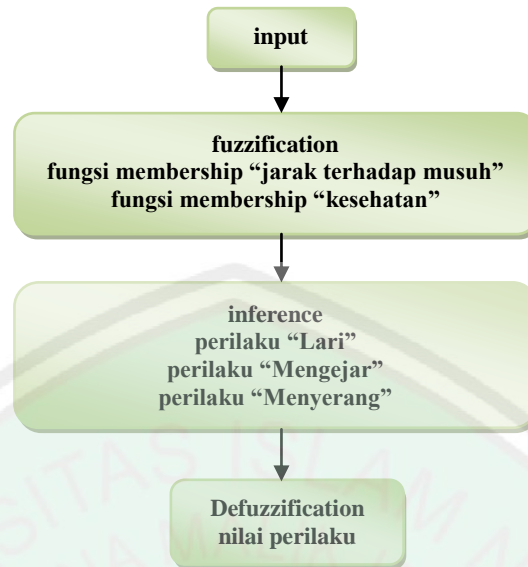 input
fuzzification
fungsi membership “jarak terhadap musuh”
fungsi membership “kesehatan”
inference
perilaku “Lari”
perilaku “Mengejar”
perilaku “Menyerang”
Defuzzification
nilai perilaku